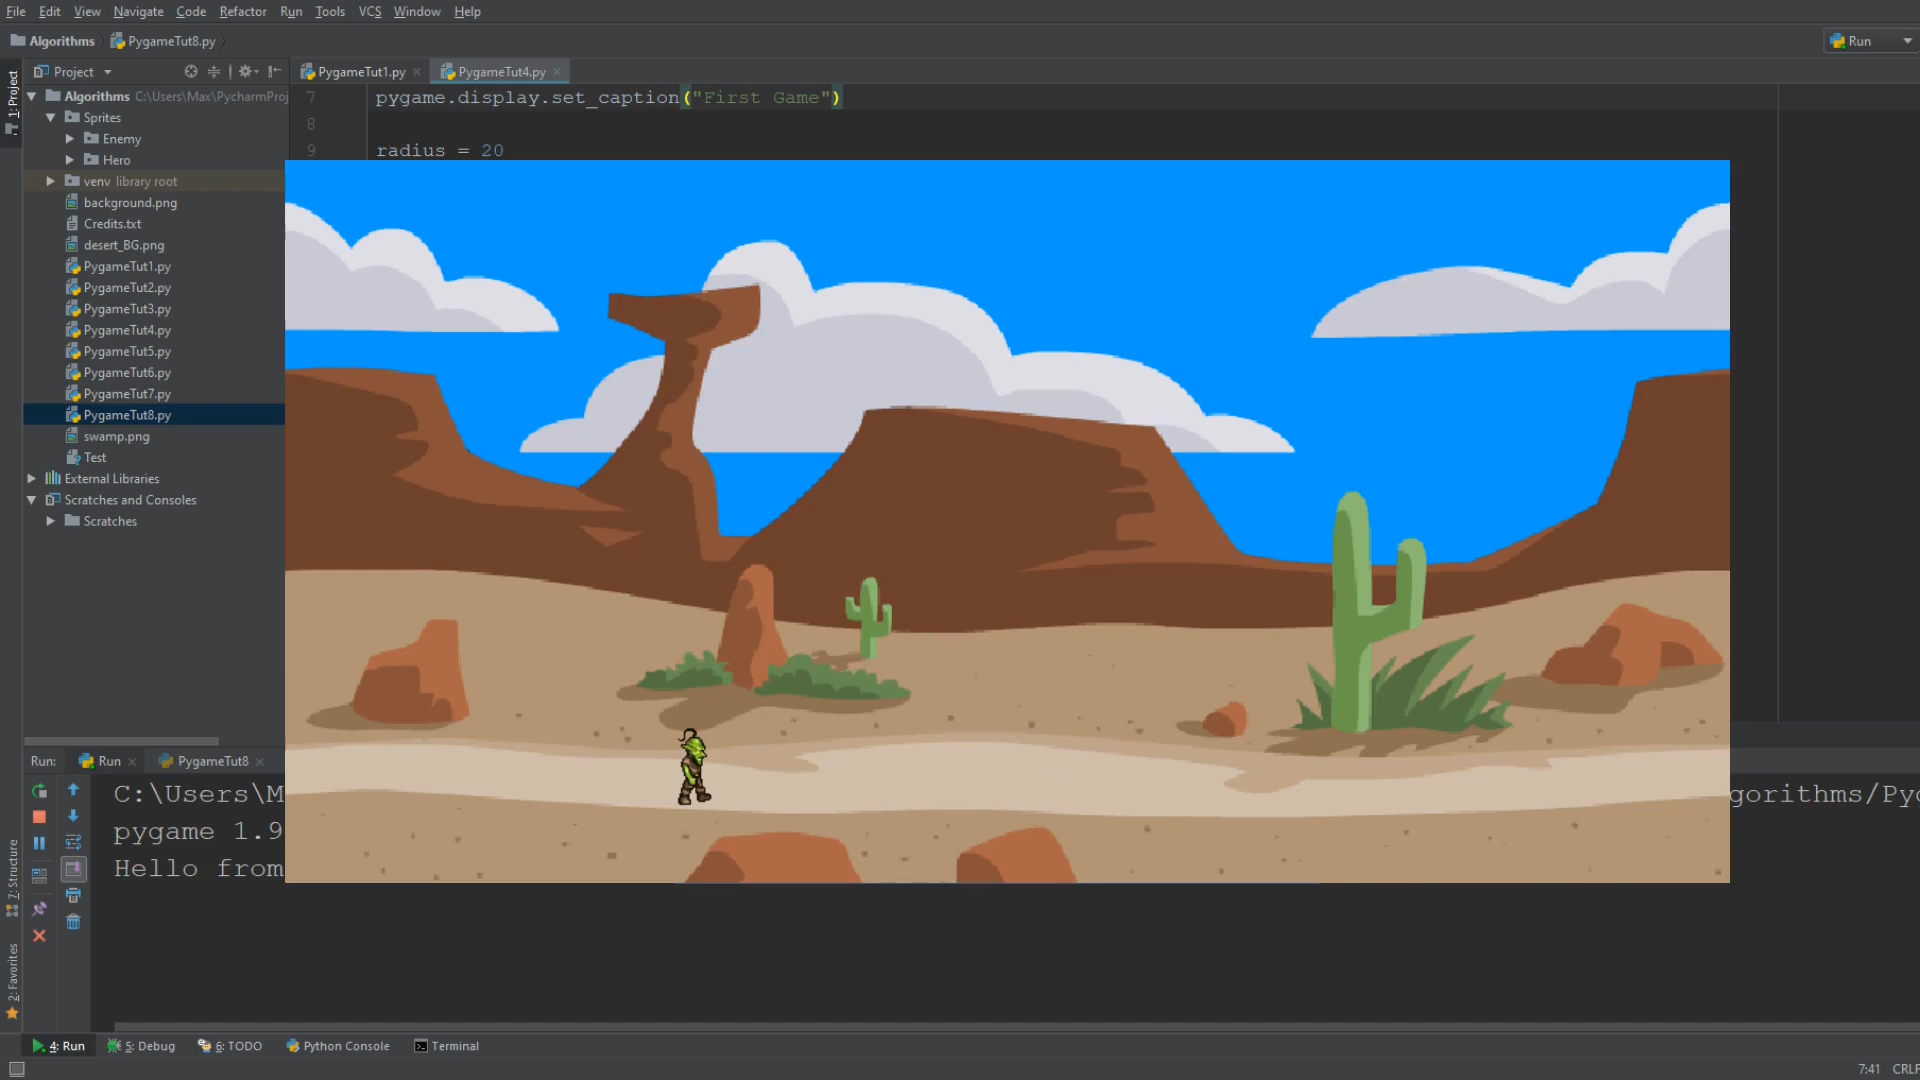 File Edit View Navigate Code Refactor Run Tools VCS Window Help
Algorithms PygameTut8.py Run
Project PygameTut1.py PygameTut4.py
1: Project
Algorithms C:\Users\Max\PycharmProj
Sprites
Enemy
Hero
venv library root
background.png
Credits.txt
desert_BG.png
PygameTut1.py
PygameTut2.py
PygameTut3.py
PygameTut4.py
PygameTut5.py
PygameTut6.py
PygameTut7.py
PygameTut8.py
swamp.png
Test
External Libraries
Scratches and Consoles
Scratches
7 pygame.display.set_caption("First Game")
8
9 radius = 20
Run: Run PygameTut8
C:\Users\M gorithms/Pyg
pygame 1.9
Hello from
7: Structure
2: Favorites
4: Run 5: Debug 6: TODO Python Console Terminal
7:41 CRLF